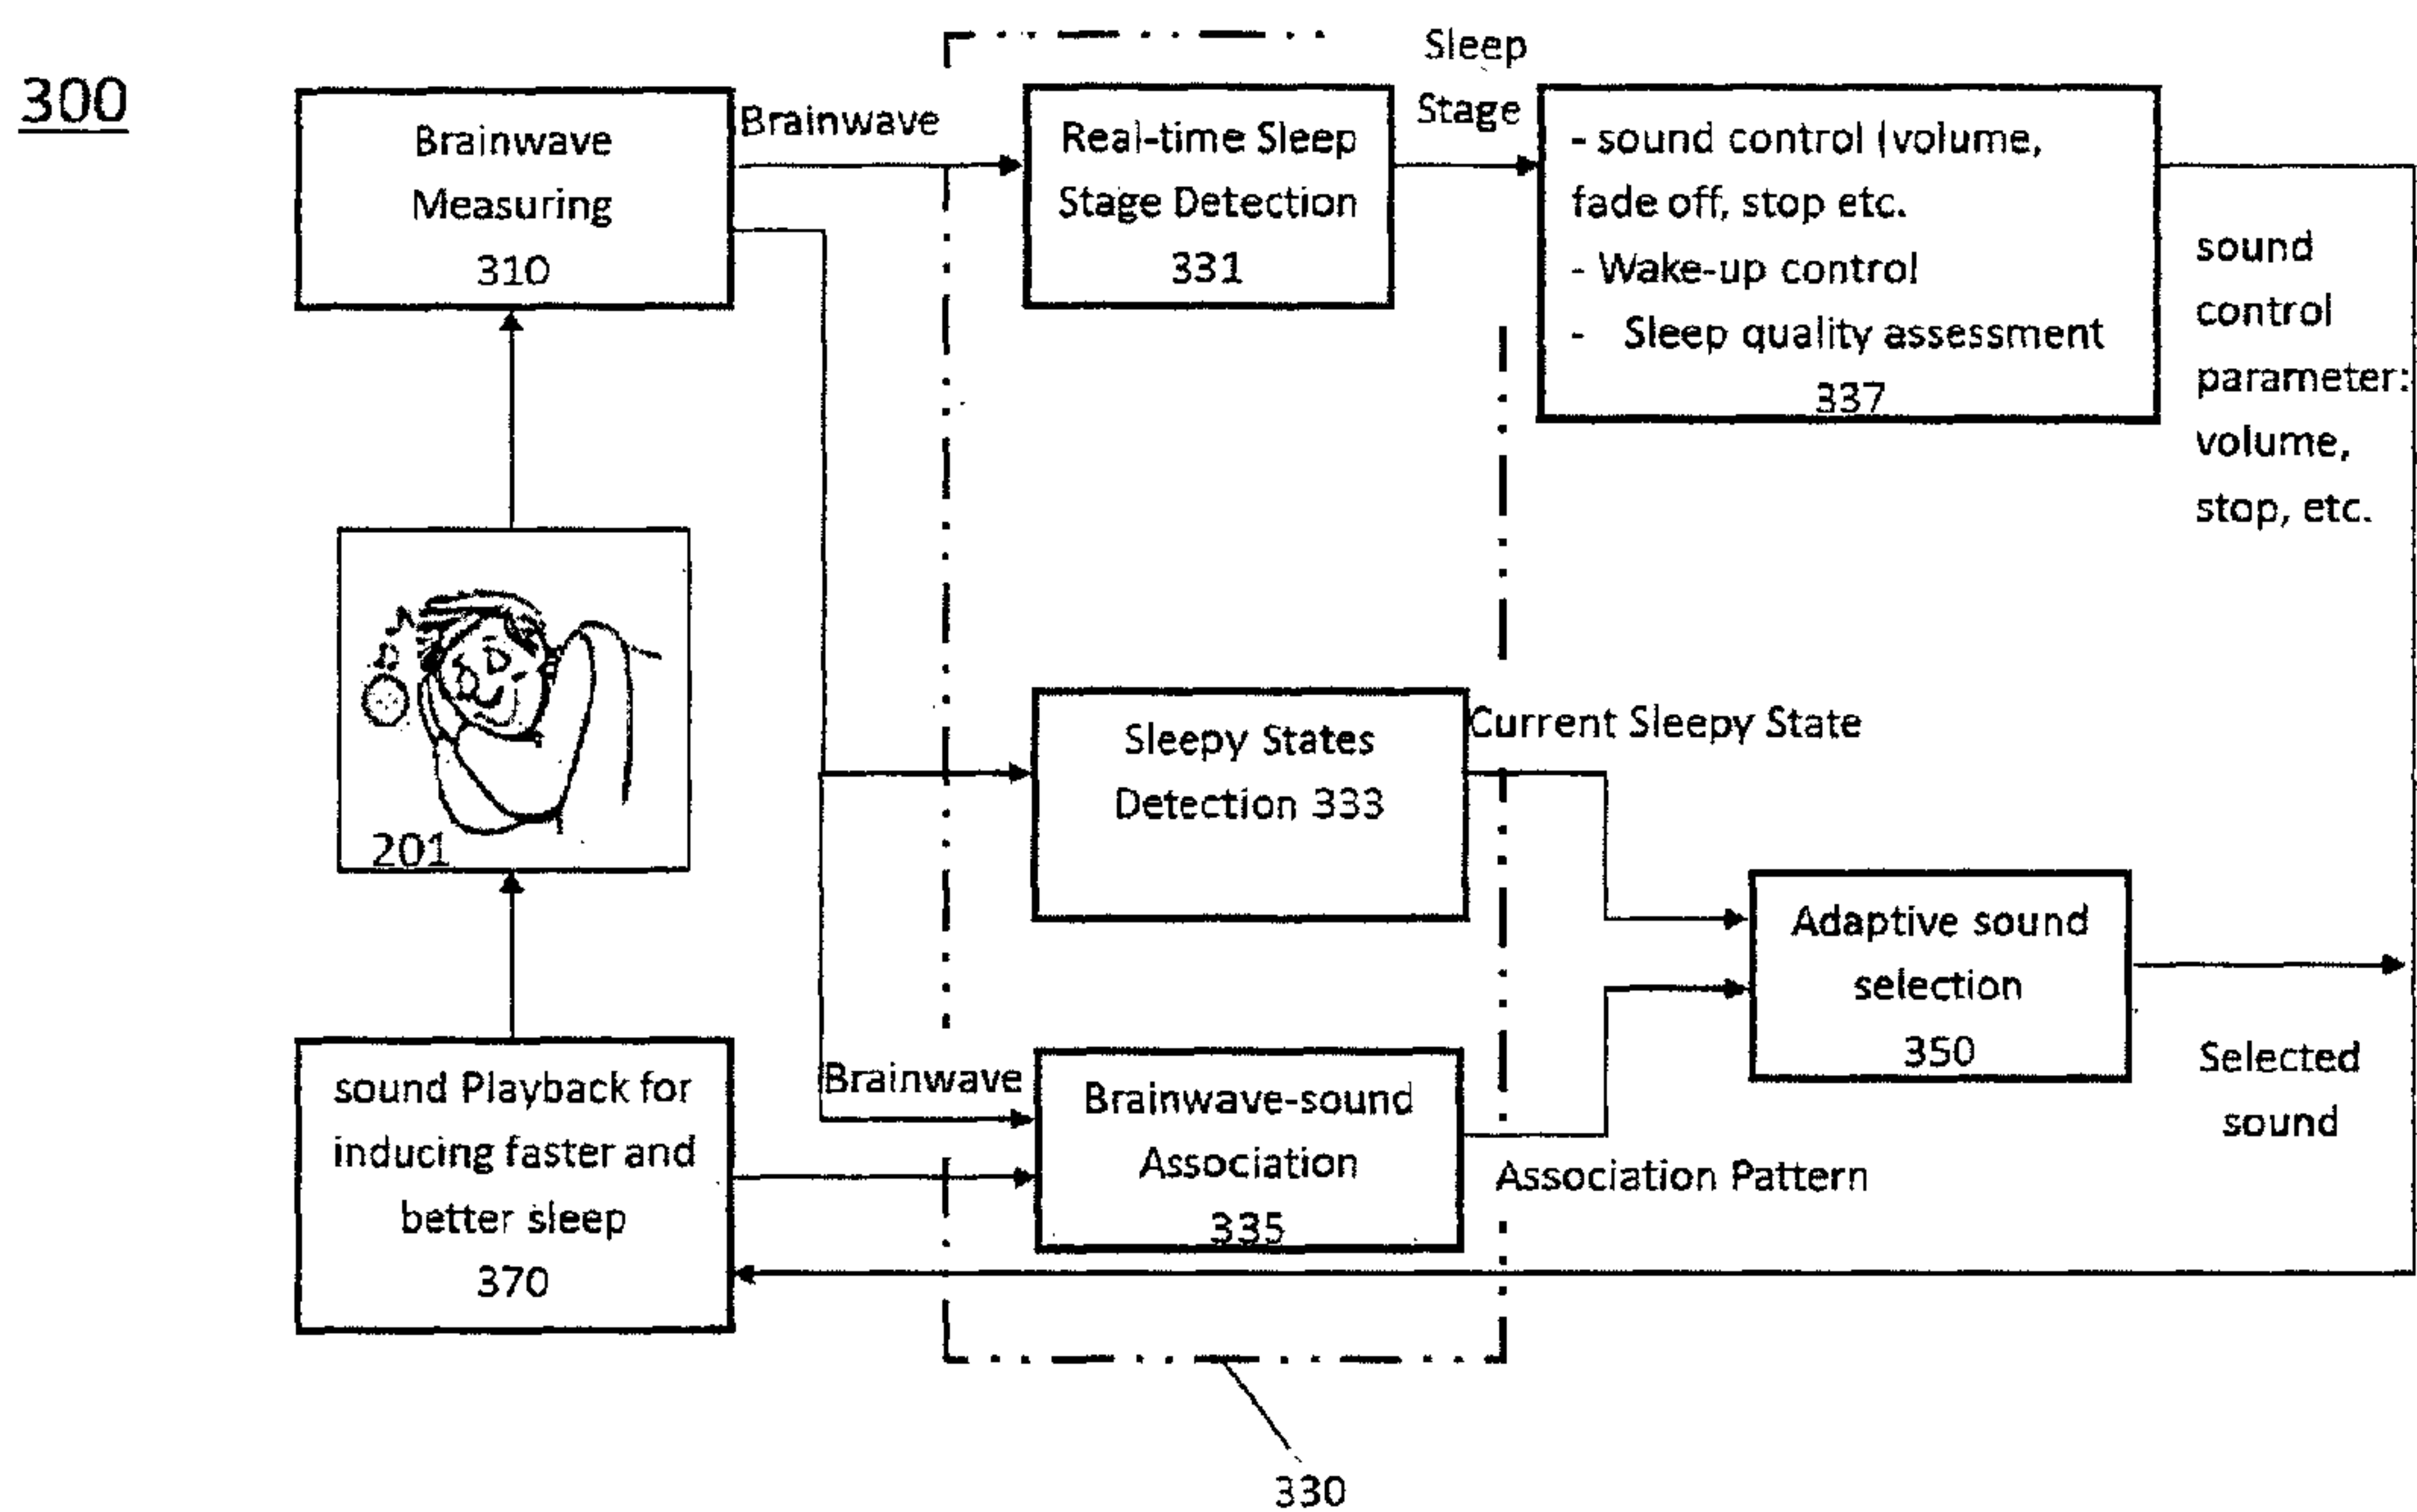 300
Brainwave
Measuring
310
Brainwave
Real-time Sleep
Stage Detection
331
Sleep
Stage
- sound control (volume,
fade off, stop etc.
- Wake-up control
- Sleep quality assessment
337
sound
control
parameter:
volume,
stop, etc.
201
Sleepy States
Detection 333
Current Sleepy State
Adaptive sound
selection
350
Selected
sound
sound Playback for
inducing faster and
better sleep
370
Brainwave
Brainwave-sound
Association
335
Association Pattern
330